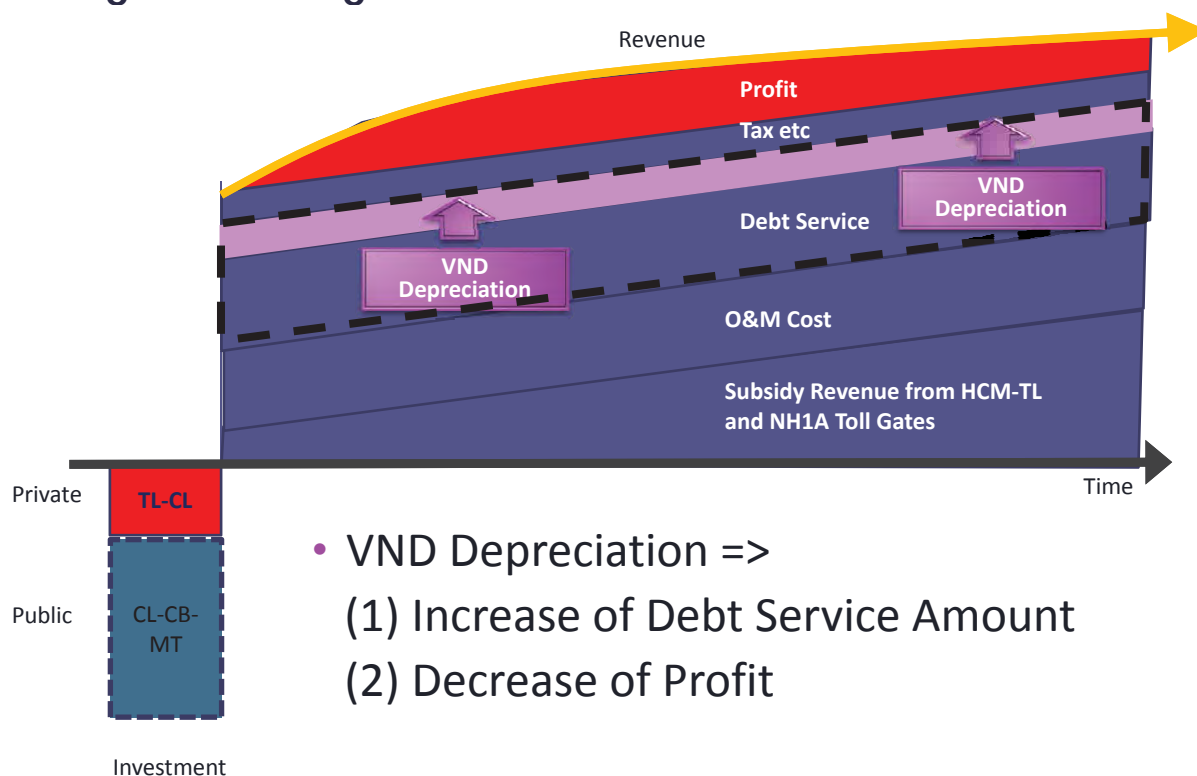 Revenue
Profit
Tax etc
VND
Depreciation
Debt Service
VND
Depreciation
O&M Cost
Subsidy Revenue from HCM-TL
and NH1A Toll Gates
Private
TL-CL
Time
Public
CL-CB-
MT
Investment
• VND Depreciation =>
(1) Increase of Debt Service Amount
(2) Decrease of Profit